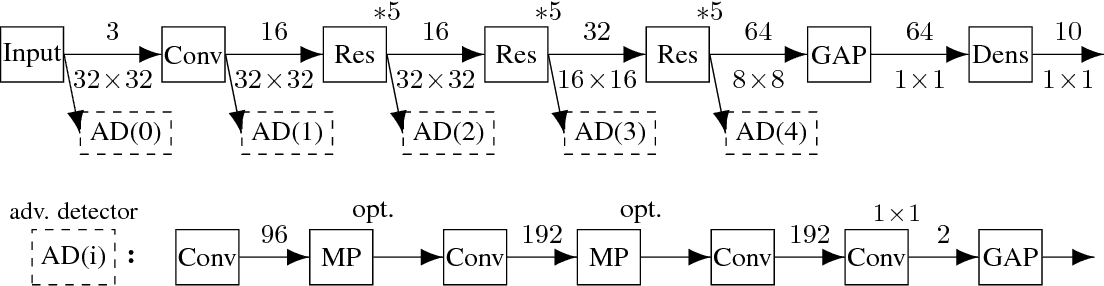 *5 *5 *5
3 16 16 32 64 64 10
Input Conv Res Res Res GAP Dens
32×32 32×32 32×32 16×16 8×8 1×1 1×1
AD(0) AD(1) AD(2) AD(3) AD(4)
adv. detector opt. opt. 1×1
96 192 192 2
AD(i) : Conv MP Conv MP Conv Conv GAP